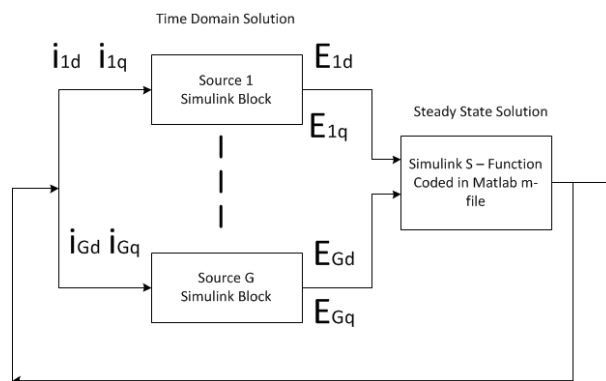 Time Domain Solution
i1d i1q
Source 1
Simulink Block
E1d
E1q
Steady State Solution
Simulink S – Function
Coded in Matlab m-
file
iGd iGq
Source G
Simulink Block
EGd
EGq